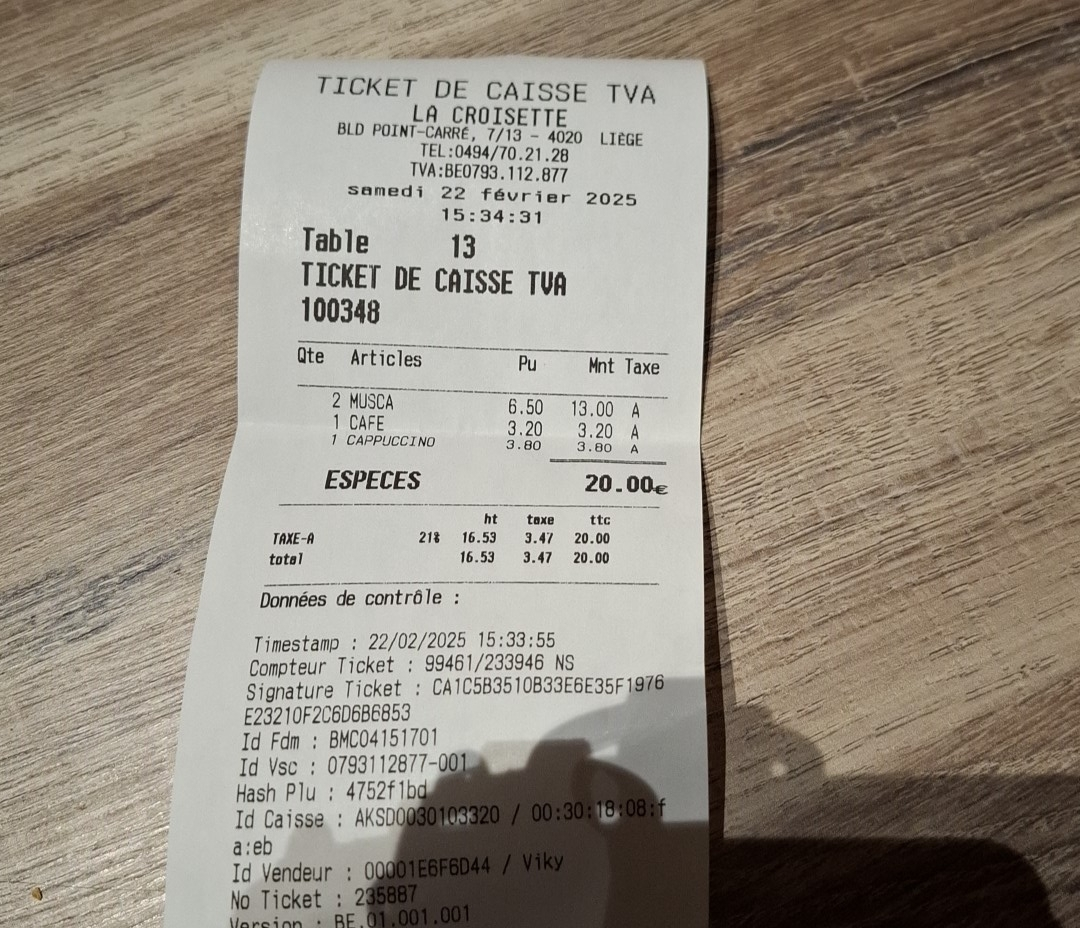 TICKET DE CAISSE TVA
LA CROISETTE
BLD POINT-CARRÉ, 7/13 - 4020 LIÈGE
TEL:0494/70.21.28
TVA:BE0793.112.877
samedi 22 février 2025
15:34:31
Table 13
TICKET DE CAISSE TVA
100348
Qte Articles Pu Mnt Taxe
2 MUSCA 6.50 13.00 A
1 CAFE 3.20 3.20 A
1 CAPPUCCINO 3.80 3.80 A
ESPECES 20.00€
ht taxe ttc
TAXE-A 21% 16.53 3.47 20.00
total 16.53 3.47 20.00
Données de contrôle :
Timestamp : 22/02/2025 15:33:55
Compteur Ticket : 99461/233946 NS
Signature Ticket : CA1C5B3510B33E6E35F1976
E23210F2C6D6B6853
Id Fdm : BMC04151701
Id Vsc : 0793112877-001
Hash Plu : 4752f1bd
Id Caisse : AKSD0030103320 / 00:30:18:08:f
a:eb
Id Vendeur : 00001E6F6D44 / Viky
No Ticket : 235887
Version : BE.01.001.001